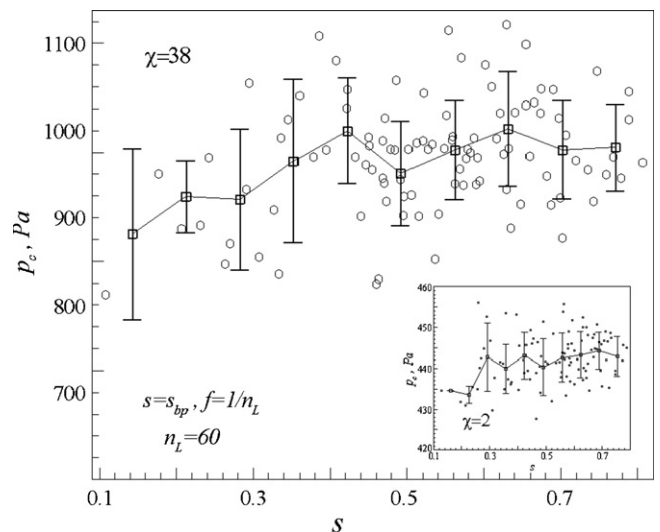 1100
χ=38
1000
900
p_c , Pa
800
700
s=s_bp , f=1/n_L
n_L=60
0.1
0.3
0.5
0.7
s
460
450
440
430
420
p_c , Pa
χ=2
0.1
0.3
0.5
0.7
s